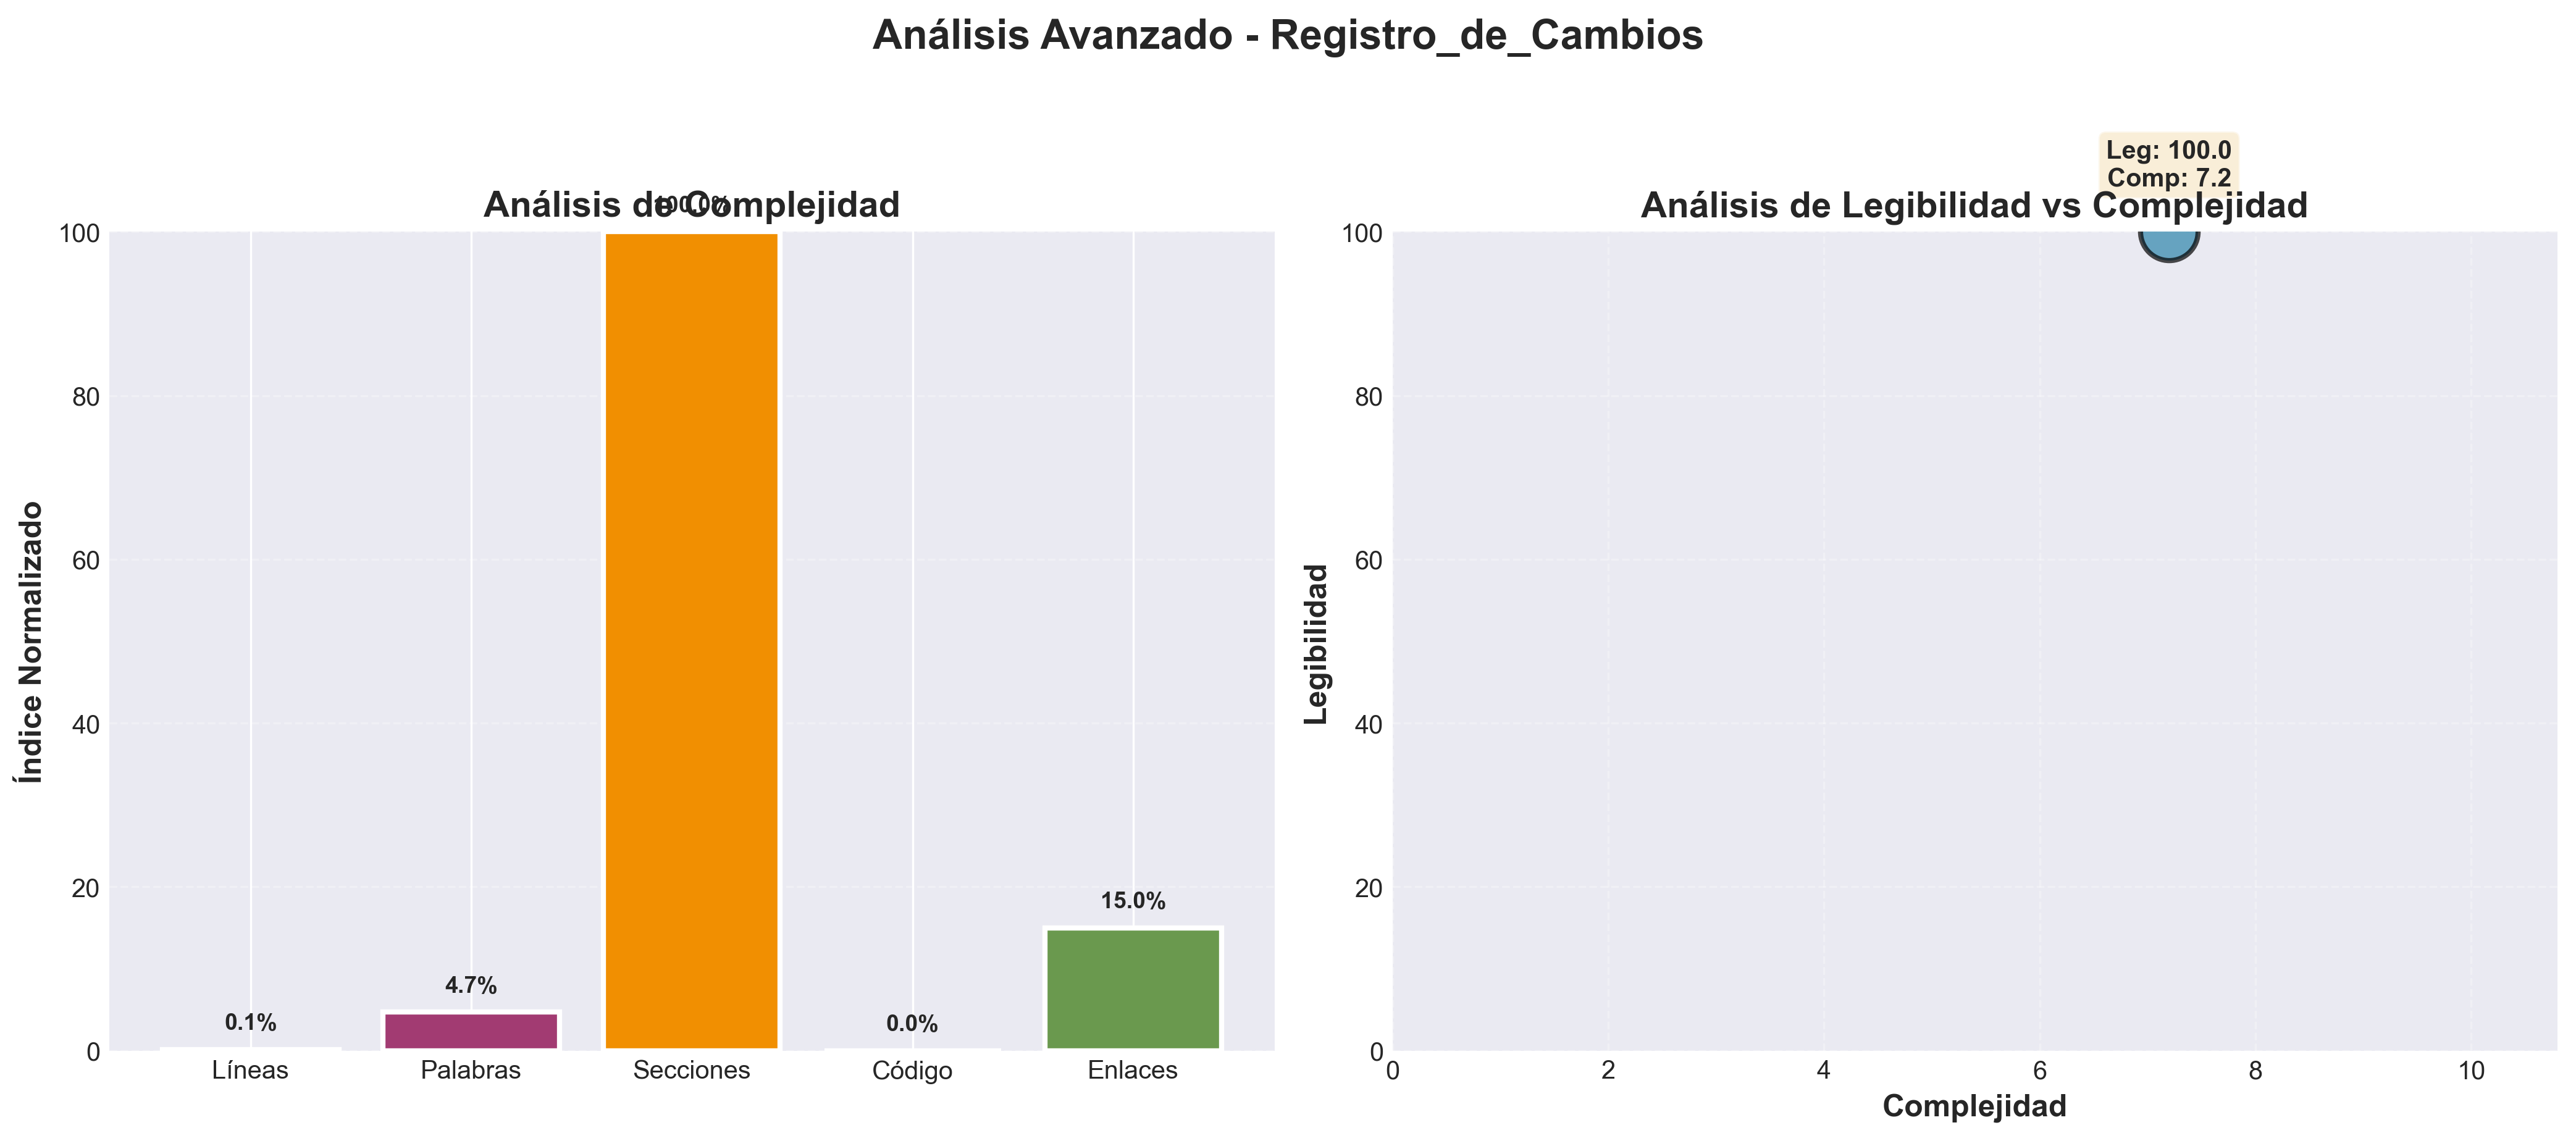 Análisis Avanzado - Registro_de_Cambios
Análisis de Complejidad
100.0%
Índice Normalizado
100
80
60
40
20
0
0.1%
4.7%
0.0%
15.0%
Líneas
Palabras
Secciones
Código
Enlaces
Leg: 100.0
Comp: 7.2
Análisis de Legibilidad vs Complejidad
Legibilidad
100
80
60
40
20
0
0
2
4
6
8
10
Complejidad